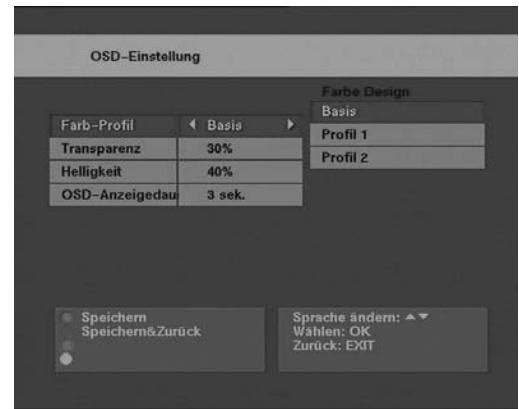 OSD-Einstellung
Farbe Design
Basis
Profil 1
Profil 2
Farb-Profil Basis
Transparenz 30%
Helligkeit 40%
OSD-Anzeigedau 3 sek.
Speichern
Speichern&Zurück
Sprache ändern:
Wählen: OK
Zurück: EXIT